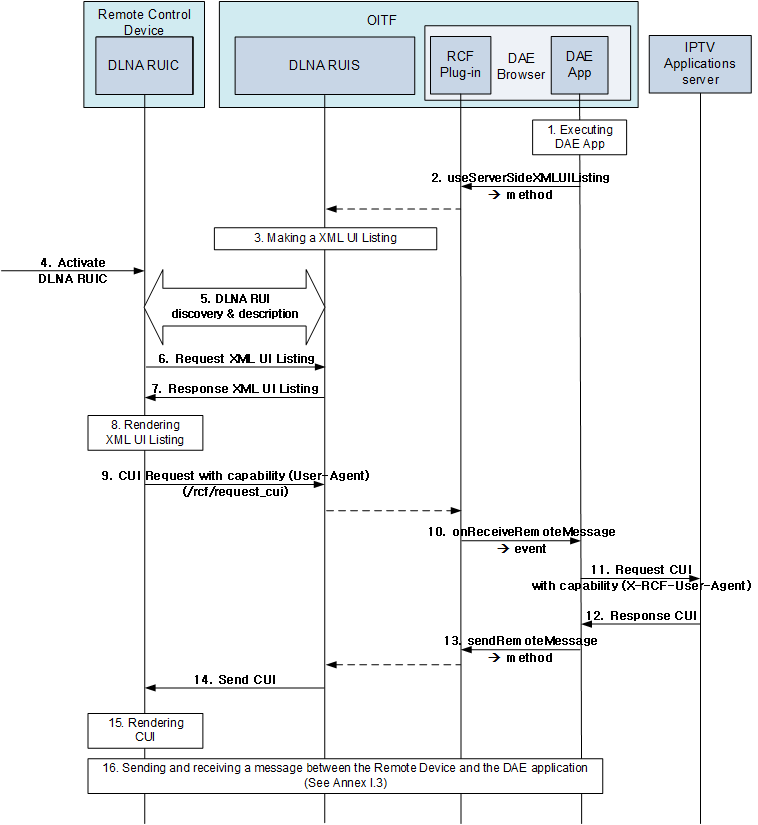 Remote Control
Device
OITF
DLNA RUIC
DLNA RUIS
RCF
Plug-in
DAE
Browser
DAE
App
IPTV
Applications
server
1. Executing
DAE App
2. useServerSideXMLUIListing
→ method
3. Making a XML UI Listing
4. Activate
DLNA RUIC
5. DLNA RUI
discovery & description
6. Request XML UI Listing
7. Response XML UI Listing
8. Rendering
XML UI Listing
9. CUI Request with capability (User-Agent)
(/rcf/request_cui)
10. onReceiveRemoteMessage
→ event
11. Request CUI
with capability (X-RCF-User-Agent)
12. Response CUI
13. sendRemoteMessage
→ method
14. Send CUI
15. Rendering
CUI
16. Sending and receiving a message between the Remote Device and the DAE application
(See Annex I.3)